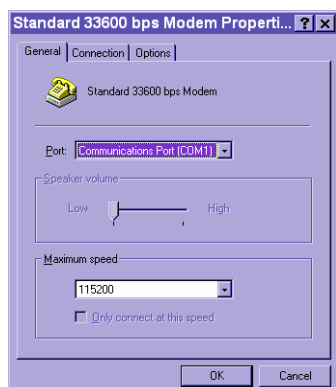 Standard 33600 bps Modem Properti...
General Connection Options
Standard 33600 bps Modem
Port: Communications Port (COM1)
Speaker volume
Low High
Maximum speed
115200
Only connect at this speed
OK Cancel